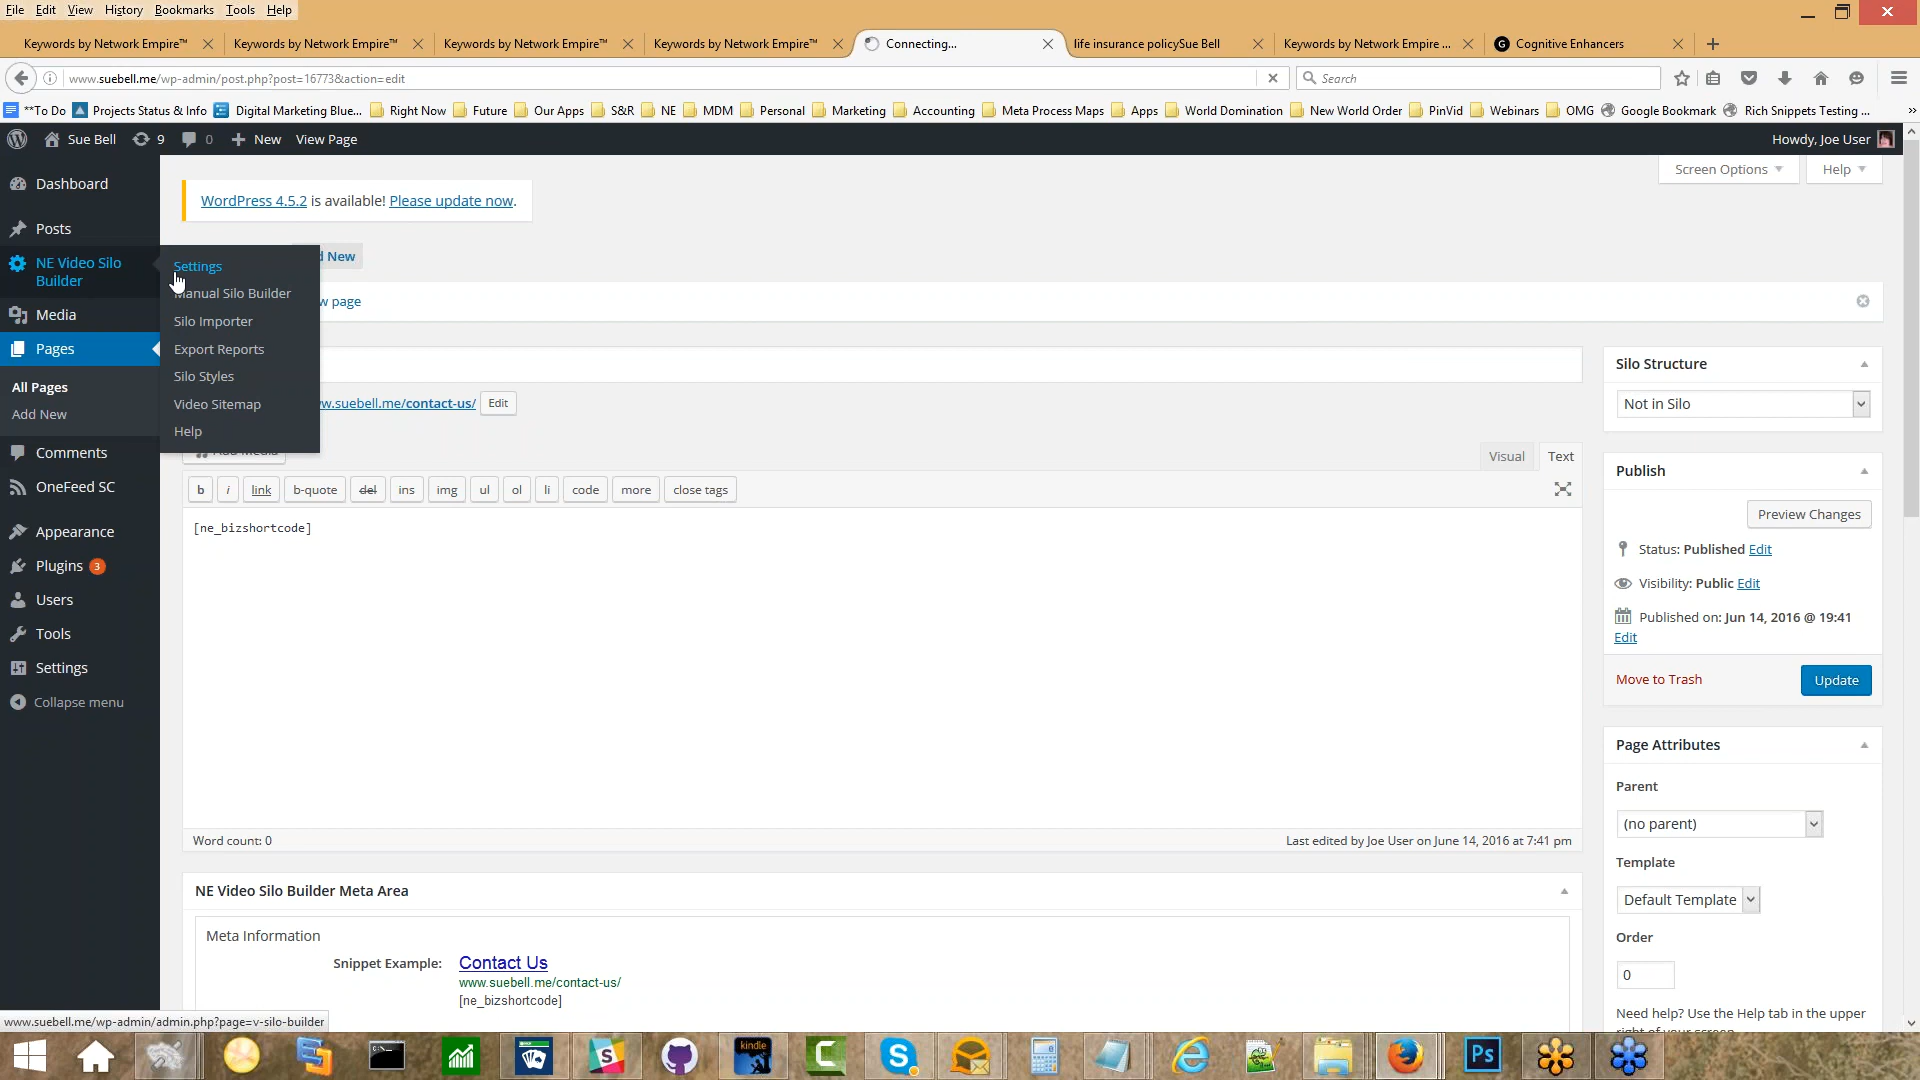 File Edit View History Bookmarks Tools Help
Keywords by Network Empire™
Keywords by Network Empire™
Keywords by Network Empire™
Keywords by Network Empire™
Connecting...
life insurance policySue Bell
Keywords by Network Empire ...
Cognitive Enhancers
www.suebell.me/wp-admin/post.php?post=16773&action=edit
Search
**To Do
Projects Status & Info
Digital Marketing Blue...
Right Now
Future
Our Apps
S&R
NE
MDM
Personal
Marketing
Accounting
Meta Process Maps
Apps
World Domination
New World Order
PinVid
Webinars
OMG
Google Bookmark
Rich Snippets Testing ...
Sue Bell
9
0
New
View Page
Howdy, Joe User
Dashboard
Posts
NE Video Silo
Builder
Media
Pages
All Pages
Add New
Comments
OneFeed SC
Appearance
Plugins 3
Users
Tools
Settings
Collapse menu
Settings
Manual Silo Builder
Silo Importer
Export Reports
Silo Styles
Video Sitemap
Help
Screen Options
Help
WordPress 4.5.2 is available! Please update now.
d New
w page
w.suebell.me/contact-us/ Edit
Visual
Text
b
i
link
b-quote
del
ins
img
ul
ol
li
code
more
close tags
[ne_bizshortcode]
Word count: 0
Last edited by Joe User on June 14, 2016 at 7:41 pm
NE Video Silo Builder Meta Area
Meta Information
Snippet Example:
Contact Us
www.suebell.me/contact-us/
[ne_bizshortcode]
Silo Structure
Not in Silo
Publish
Preview Changes
Status: Published Edit
Visibility: Public Edit
Published on: Jun 14, 2016 @ 19:41
Edit
Move to Trash
Update
Page Attributes
Parent
(no parent)
Template
Default Template
Order
0
Need help? Use the Help tab in the upper
right of your screen.
www.suebell.me/wp-admin/admin.php?page=v-silo-builder
kindle
Ps